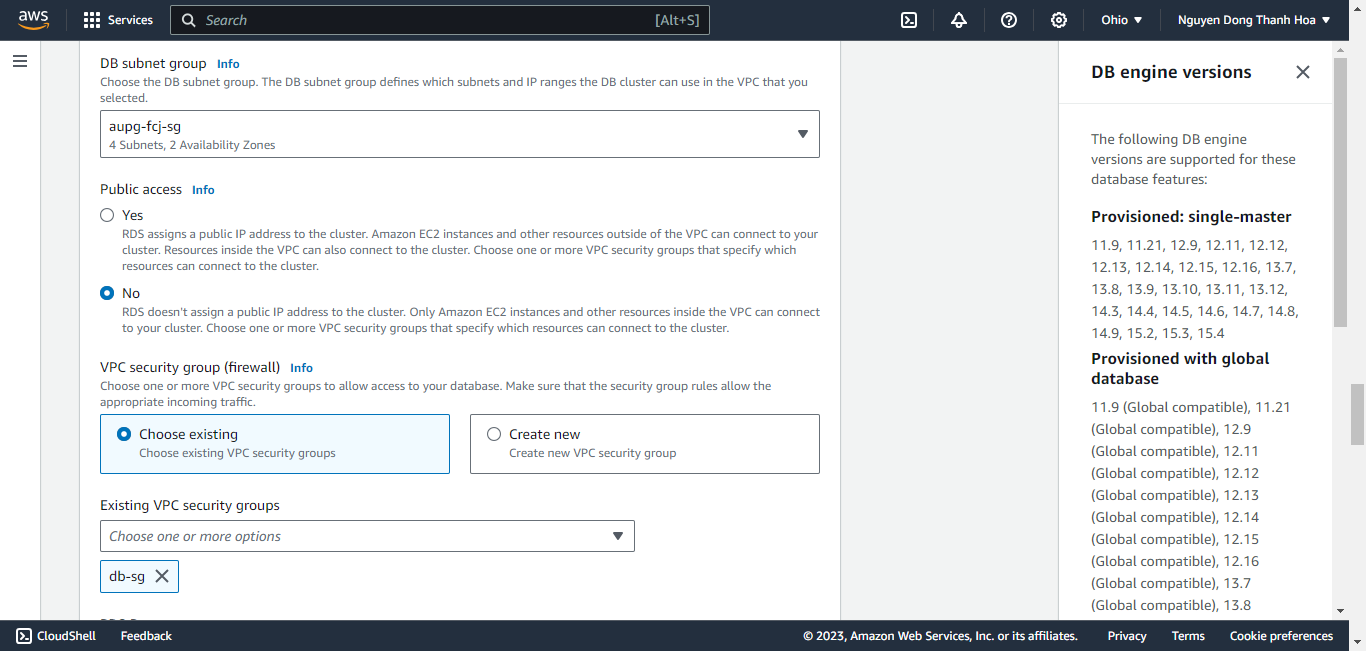 aws
Services
Search
[Alt+S]
Ohio
Nguyen Dong Thanh Hoa
DB subnet group Info
Choose the DB subnet group. The DB subnet group defines which subnets and IP ranges the DB cluster can use in the VPC that you
selected.
aupg-fcj-sg
4 Subnets, 2 Availability Zones
Public access Info
Yes
RDS assigns a public IP address to the cluster. Amazon EC2 instances and other resources outside of the VPC can connect to your
cluster. Resources inside the VPC can also connect to the cluster. Choose one or more VPC security groups that specify which
resources can connect to the cluster.
No
RDS doesn't assign a public IP address to the cluster. Only Amazon EC2 instances and other resources inside the VPC can connect
to your cluster. Choose one or more VPC security groups that specify which resources can connect to the cluster.
VPC security group (firewall) Info
Choose one or more VPC security groups to allow access to your database. Make sure that the security group rules allow the
appropriate incoming traffic.
Choose existing
Choose existing VPC security groups
Create new
Create new VPC security group
Existing VPC security groups
Choose one or more options
db-sg
DB engine versions
The following DB engine
versions are supported for these
database features:
Provisioned: single-master
11.9, 11.21, 12.9, 12.11, 12.12,
12.13, 12.14, 12.15, 12.16, 13.7,
13.8, 13.9, 13.10, 13.11, 13.12,
14.3, 14.4, 14.5, 14.6, 14.7, 14.8,
14.9, 15.2, 15.3, 15.4
Provisioned with global
database
11.9 (Global compatible), 11.21
(Global compatible), 12.9
(Global compatible), 12.11
(Global compatible), 12.12
(Global compatible), 12.13
(Global compatible), 12.14
(Global compatible), 12.15
(Global compatible), 12.16
(Global compatible), 13.7
(Global compatible), 13.8
CloudShell
Feedback
© 2023, Amazon Web Services, Inc. or its affiliates.
Privacy
Terms
Cookie preferences